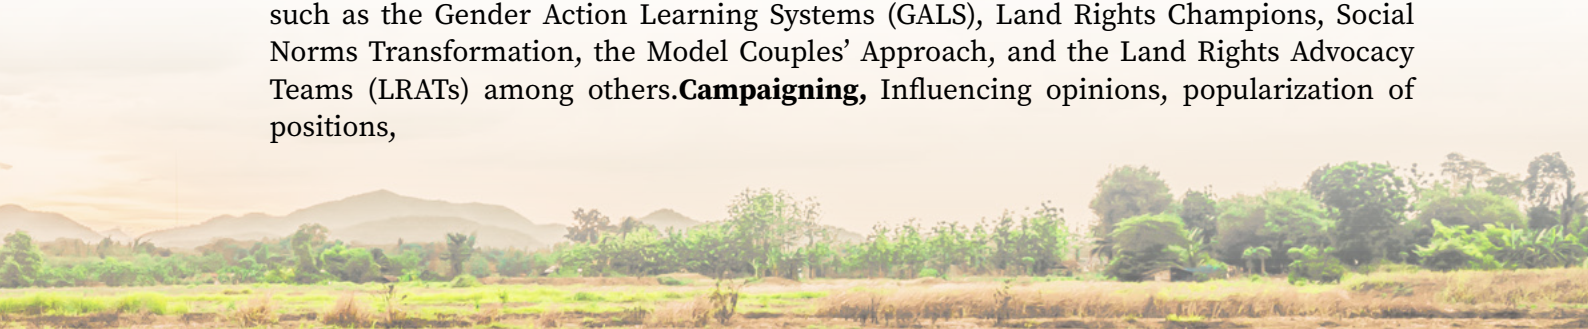 such as the Gender Action Learning Systems (GALS), Land Rights Champions, Social
Norms Transformation, the Model Couples’ Approach, and the Land Rights Advocacy
Teams (LRATs) among others.Campaigning, Influencing opinions, popularization of
positions,